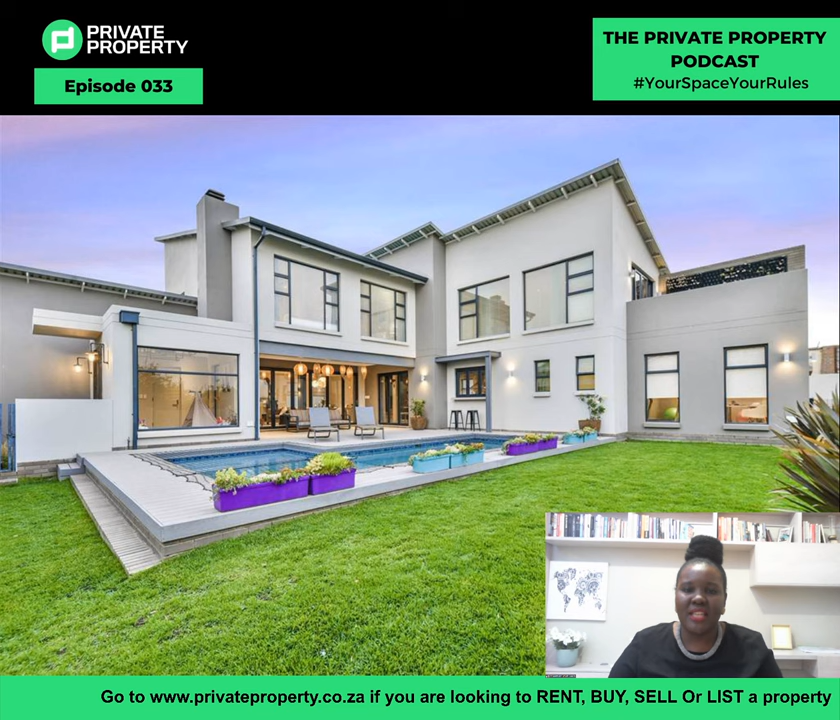 PRIVATE
PROPERTY
Episode 033
THE PRIVATE PROPERTY
PODCAST
#YourSpaceYourRules
Go to www.privateproperty.co.za if you are looking to RENT, BUY, SELL Or LIST a property